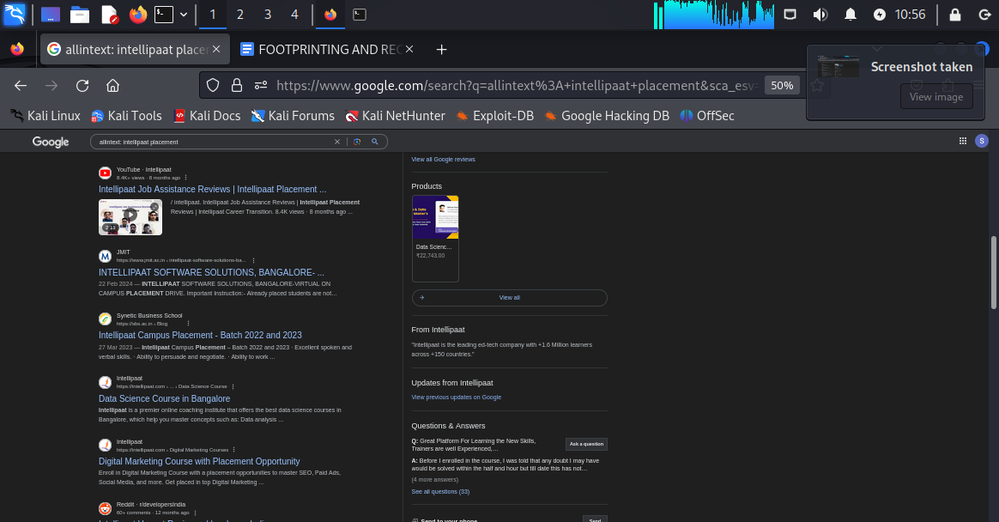 1
2
3
4
10:56
allintext: intellipaat place
FOOTPRINTING AND REC
Screenshot taken
View image
https://www.google.com/search?q=allintext%3A+intellipaat+placement&sca_esv=
50%
Kali Linux
Kali Tools
Kali Docs
Kali Forums
Kali NetHunter
Exploit-DB
Google Hacking DB
OffSec
Google
allintext: intellipaat placement
S
YouTube · Intellipaat
8.4K+ views · 8 months ago
Intellipaat Job Assistance Reviews | Intellipaat Placement ...
2:13
/ intellipaat. Intellipaat Job Assistance Reviews | Intellipaat Placement
Reviews | Intellipaat Career Transition. 8.4K views · 8 months ago ...
JMIT
https://www.jmit.ac.in › intellipaat-software-solutions-ba...
INTELLIPAAT SOFTWARE SOLUTIONS, BANGALORE- ...
22 Feb 2024 — INTELLIPAAT SOFTWARE SOLUTIONS, BANGALORE-VIRTUAL ON
CAMPUS PLACEMENT DRIVE. Important Instruction:- Already placed students are not...
Synetic Business School
https://sbs.ac.in › Blog
Intellipaat Campus Placement - Batch 2022 and 2023
27 Mar 2023 — Intellipaat Campus Placement – Batch 2022 and 2023 · Excellent spoken and
verbal skills. · Ability to persuade and negotiate. · Ability to work ...
Intellipaat
https://intellipaat.com › ... › Data Science Course
Data Science Course in Bangalore
Intellipaat is a premier online coaching institute that offers the best data science courses in
Bangalore, which help you master concepts such as: Data analysis ...
Intellipaat
https://intellipaat.com › Digital Marketing Courses
Digital Marketing Course with Placement Opportunity
Enroll in Digital Marketing Course with a placement opportunities to master SEO, Paid Ads,
Social Media, and more. Get placed in top Digital Marketing ...
Reddit · r/developersIndia
60+ comments · 12 months ago
View all Google reviews
Products
Data Scienc...
₹22,743.00
View all
From Intellipaat
"Intellipaat is the leading ed-tech company with +1.6 Million learners
across +150 countries."
Updates from Intellipaat
View previous updates on Google
Questions & Answers
Q: Great Platform For Learning the New Skills,
Trainers are well Experienced,...
Ask a question
A: Before I enrolled in the course, I was told that any doubt I may have
would be solved within the half and hour but till date this has not...
(4 more answers)
See all questions (33)
Send to your phone
Send